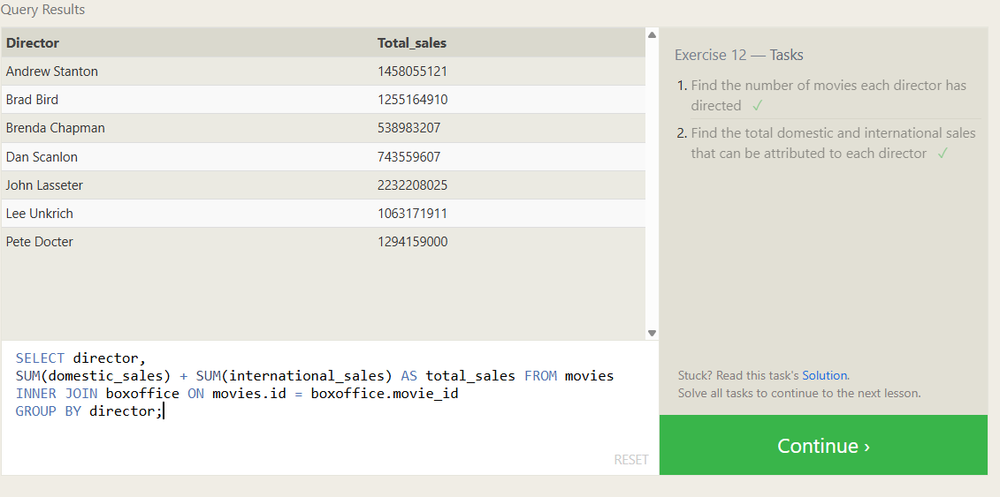 Query Results
Director Total_sales
Andrew Stanton 1458055121
Brad Bird 1255164910
Brenda Chapman 538983207
Dan Scanlon 743559607
John Lasseter 2232208025
Lee Unkrich 1063171911
Pete Docter 1294159000
SELECT director,
SUM(domestic_sales) + SUM(international_sales) AS total_sales FROM movies
INNER JOIN boxoffice ON movies.id = boxoffice.movie_id
GROUP BY director;
RESET
Exercise 12 — Tasks
1. Find the number of movies each director has
directed ✓
2. Find the total domestic and international sales
that can be attributed to each director ✓
Stuck? Read this task's Solution.
Solve all tasks to continue to the next lesson.
Continue ›